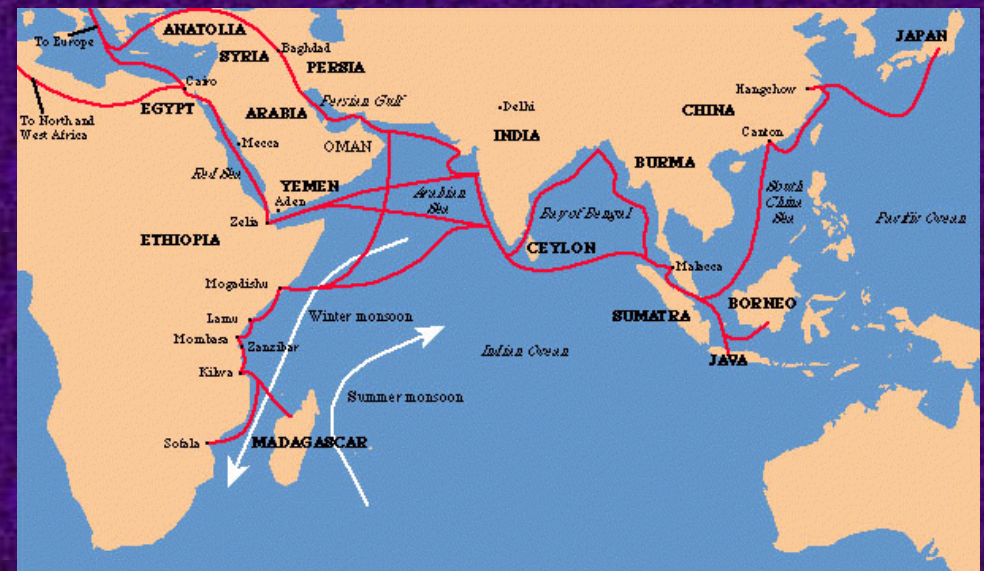 ANATOLIA
JAPAN
To Europe
SYRIA
Baghdad
PERSIA
Cairo
Hangchow
EGYPT
ARABIA
Persian Gulf
Delhi
CHINA
To North and
West Africa
INDIA
Canton
Mecca
OMAN
BURMA
Red Sea
YEMEN
Aden
Arabian
Sea
South
China
Sea
Bay of Bengal
Pacific Ocean
Zelia
ETHIOPIA
CEYLON
Malacca
Mogadishu
BORNEO
Lamu
Winter monsoon
SUMATRA
Mombasa
Zanzibar
Indian Ocean
JAVA
Kilwa
Summer monsoon
Sofala
MADAGASCAR